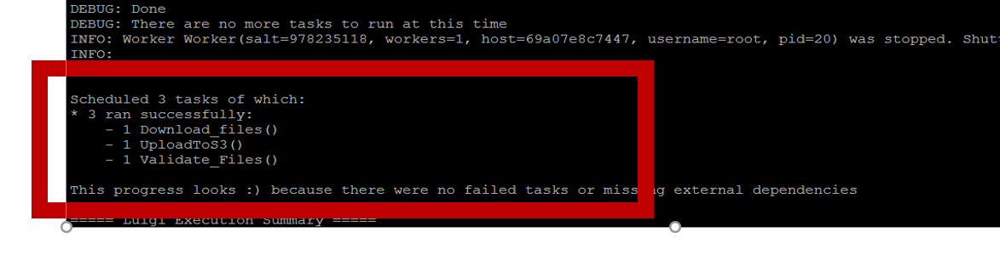 DEBUG: Done
DEBUG: There are no more tasks to run at this time
INFO: Worker Worker(salt=978235118, workers=1, host=69a07e8c7447, username=root, pid=20) was stopped. Shut
INFO:
Scheduled 3 tasks of which:
* 3 ran successfully:
    - 1 Download_files()
    - 1 UploadToS3()
    - 1 Validate_Files()
This progress looks :) because there were no failed tasks or missing external dependencies
===== Luigi Execution Summary =====